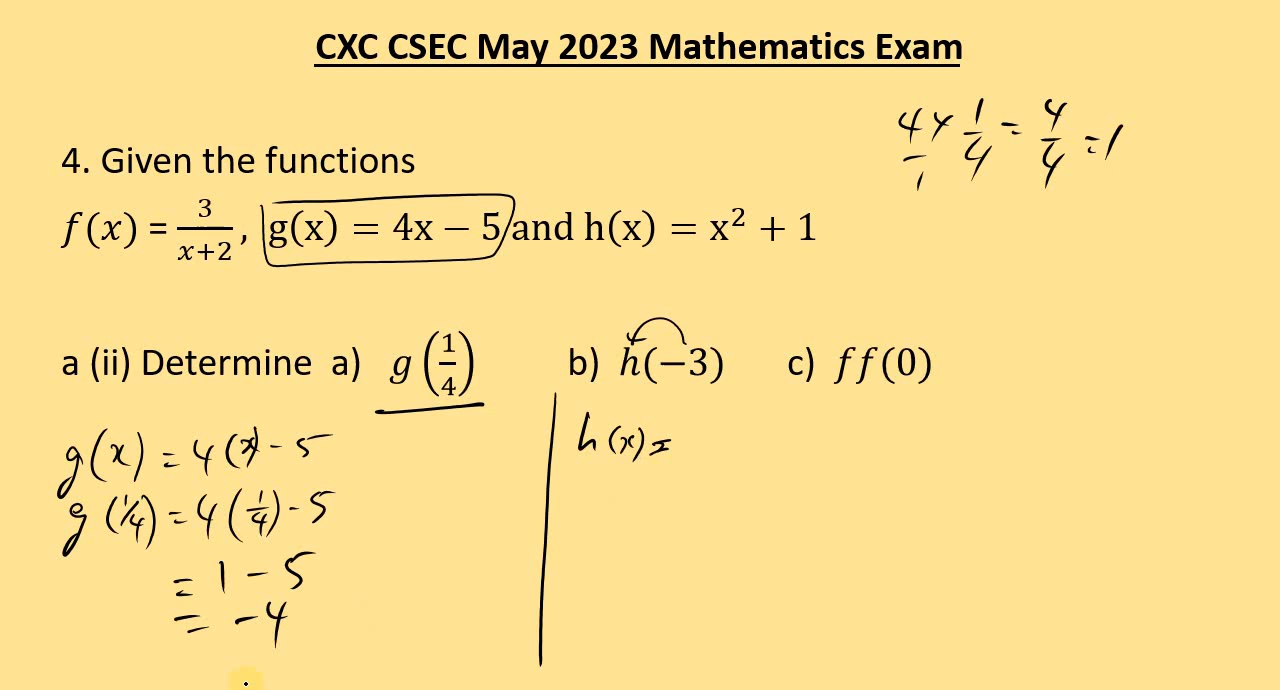 CXC CSEC May 2023 Mathematics Exam
4 × 1/4 = 4/4 = 1
1
4. Given the functions
f(x) = 3/(x+2), g(x) = 4x − 5 and h(x) = x² + 1
a (ii) Determine a) g(1/4) b) h(−3) c) ff(0)
g(x) = 4(x) - 5
h(x) =
g(1/4) = 4(1/4) - 5
= 1 - 5
= -4